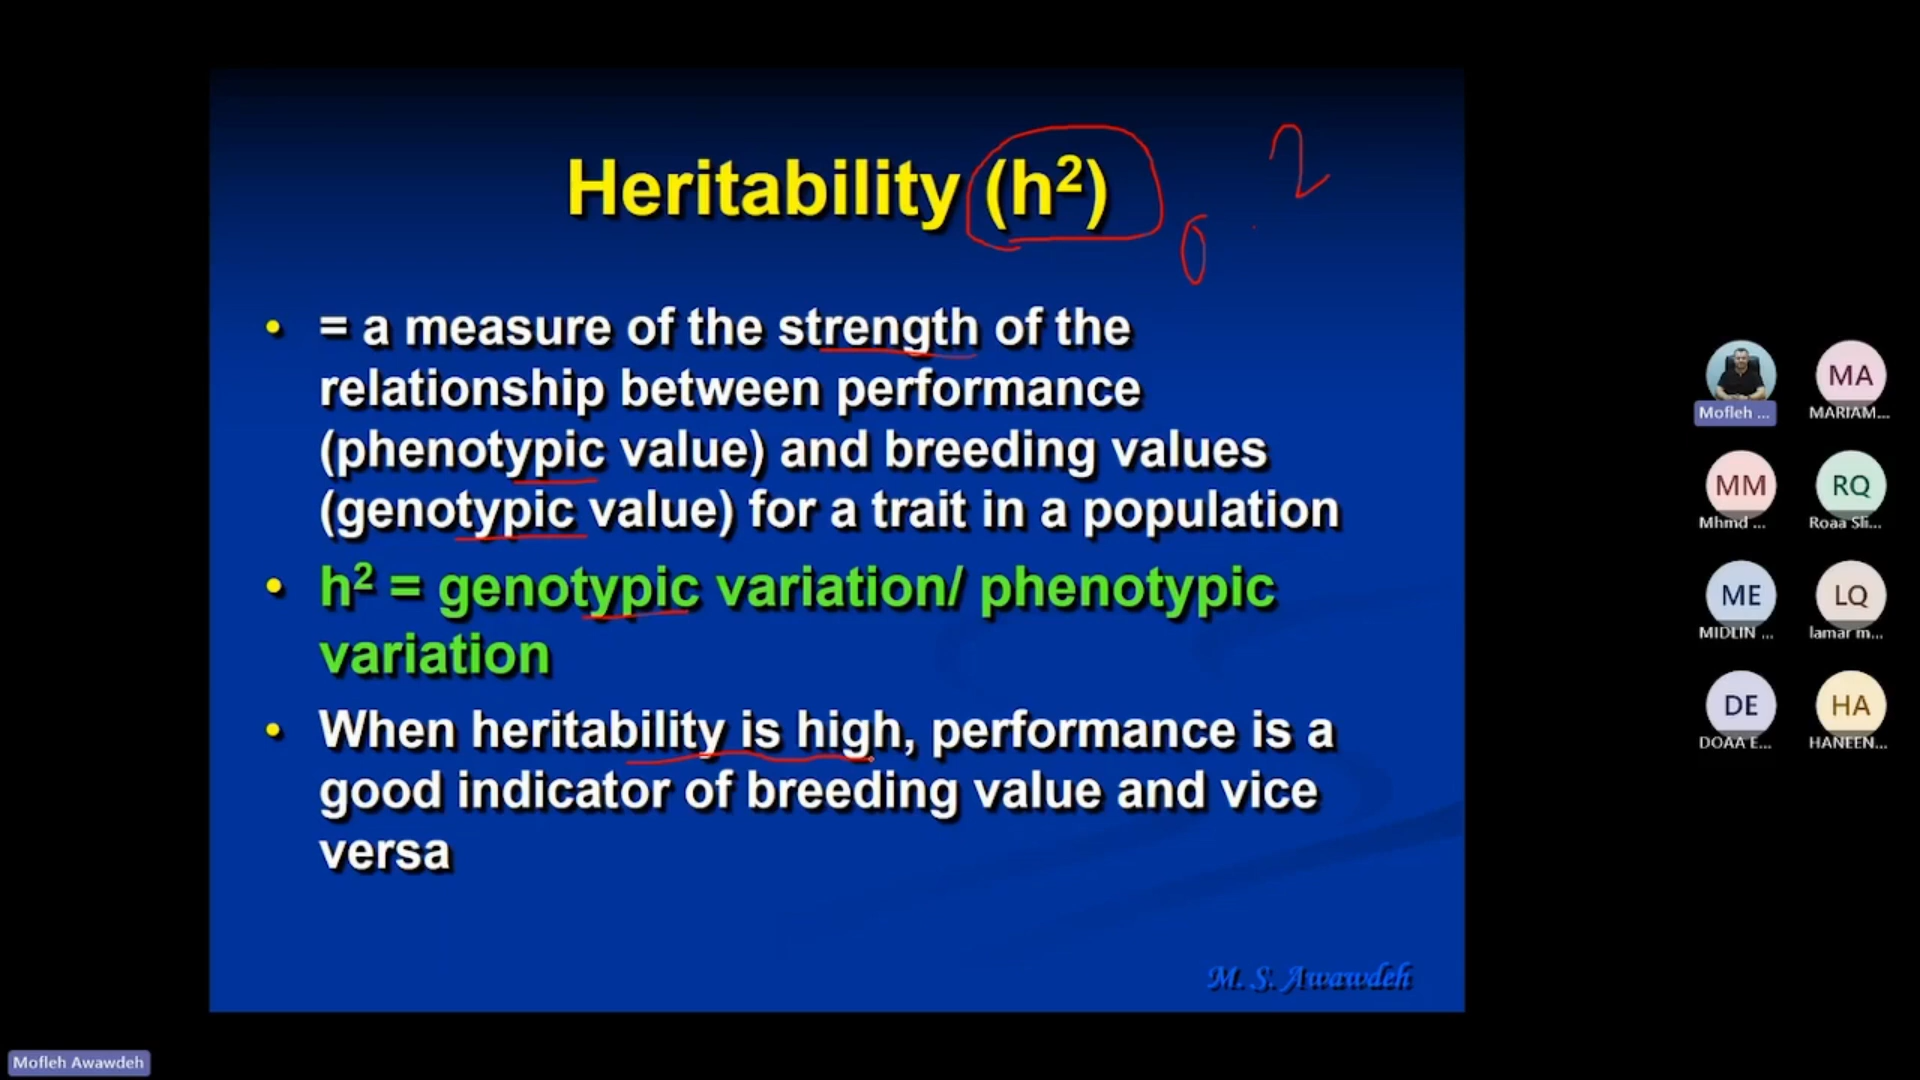 Heritability (h²)
0.2
• = a measure of the strength of the
relationship between performance
(phenotypic value) and breeding values
(genotypic value) for a trait in a population
• h² = genotypic variation/ phenotypic
variation
• When heritability is high, performance is a
good indicator of breeding value and vice
versa
M. S. Awawdeh
Mofleh ...
MA
MARIAM...
MM
Mhmd ...
RQ
Roaa Sli...
ME
MIDLIN ...
LQ
lamar m...
DE
DOAA E...
HA
HANEEN...
Mofleh Awawdeh